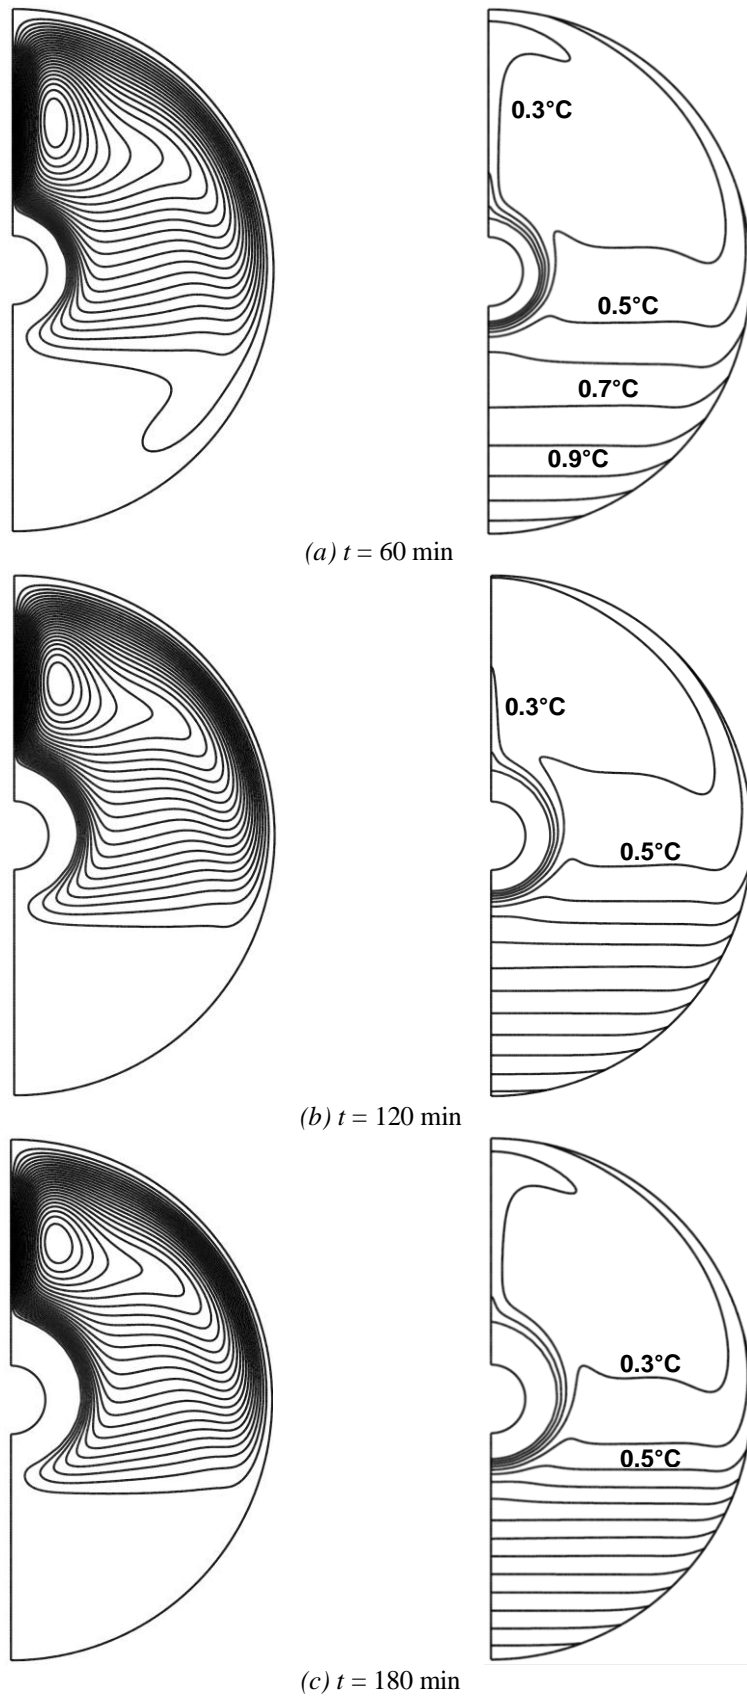 0.3°C
0.5°C
0.7°C
0.9°C
(a) t = 60 min
0.3°C
0.5°C
(b) t = 120 min
0.3°C
0.5°C
(c) t = 180 min